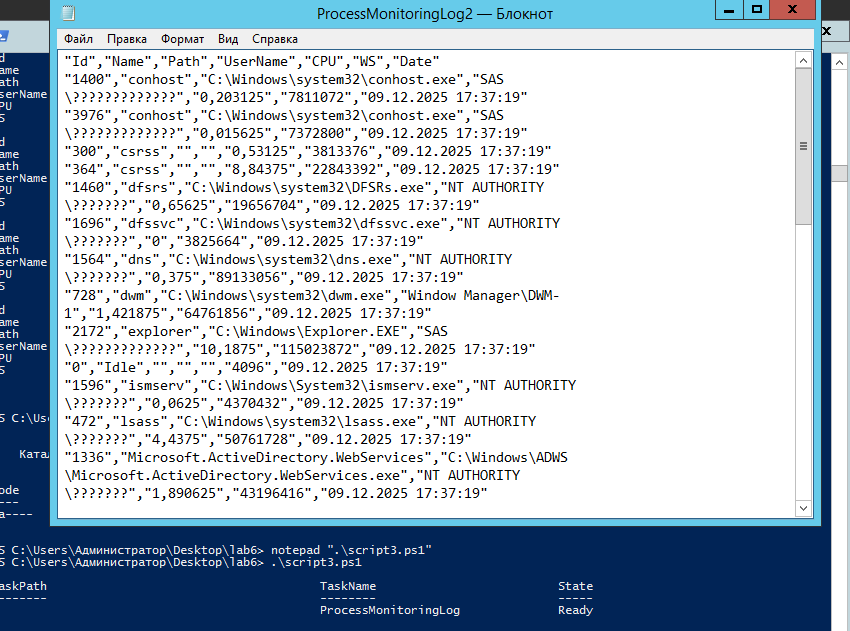 ProcessMonitoringLog2 — Блокнот
Файл Правка Формат Вид Справка
"Id","Name","Path","UserName","CPU","WS","Date"
"1400","conhost","C:\Windows\system32\conhost.exe","SAS
\?????????????","0,203125","7811072","09.12.2025 17:37:19"
"3976","conhost","C:\Windows\system32\conhost.exe","SAS
\?????????????","0,015625","7372800","09.12.2025 17:37:19"
"300","csrss","","","0,53125","3813376","09.12.2025 17:37:19"
"364","csrss","","","8,84375","22843392","09.12.2025 17:37:19"
"1460","dfsrs","C:\Windows\system32\DFSRs.exe","NT AUTHORITY
\???????","0,65625","19656704","09.12.2025 17:37:19"
"1696","dfssvc","C:\Windows\system32\dfssvc.exe","NT AUTHORITY
\???????","0","3825664","09.12.2025 17:37:19"
"1564","dns","C:\Windows\system32\dns.exe","NT AUTHORITY
\???????","0,375","89133056","09.12.2025 17:37:19"
"728","dwm","C:\Windows\system32\dwm.exe","Window Manager\DWM-
1","1,421875","64761856","09.12.2025 17:37:19"
"2172","explorer","C:\Windows\Explorer.EXE","SAS
\?????????????","10,1875","115023872","09.12.2025 17:37:19"
"0","Idle","","","","4096","09.12.2025 17:37:19"
"1596","ismserv","C:\Windows\System32\ismserv.exe","NT AUTHORITY
\???????","0,0625","4370432","09.12.2025 17:37:19"
"472","lsass","C:\Windows\system32\lsass.exe","NT AUTHORITY
\???????","4,4375","50761728","09.12.2025 17:37:19"
"1336","Microsoft.ActiveDirectory.WebServices","C:\Windows\ADWS
\Microsoft.ActiveDirectory.WebServices.exe","NT AUTHORITY
\???????","1,890625","43196416","09.12.2025 17:37:19"
d
ame
ath
serName
PU
S
d
ame
ath
serName
PU
S
d
ame
ath
serName
PU
S
d
ame
ath
serName
PU
S
S C:\Us
Ката
ode
----
a----
S C:\Users\Администратор\Desktop\lab6> notepad ".\script3.ps1"
S C:\Users\Администратор\Desktop\lab6> .\script3.ps1
askPath TaskName State
------- -------- -----
ProcessMonitoringLog Ready